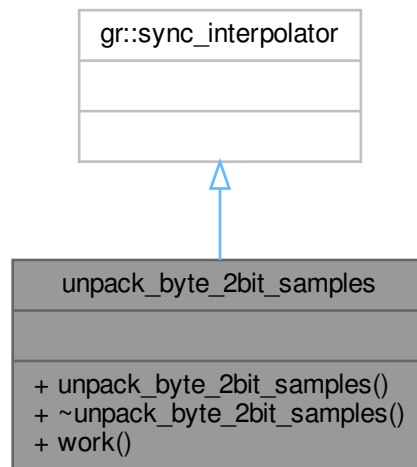 gr::sync_interpolator
unpack_byte_2bit_samples
+ unpack_byte_2bit_samples()
+ ~unpack_byte_2bit_samples()
+ work()